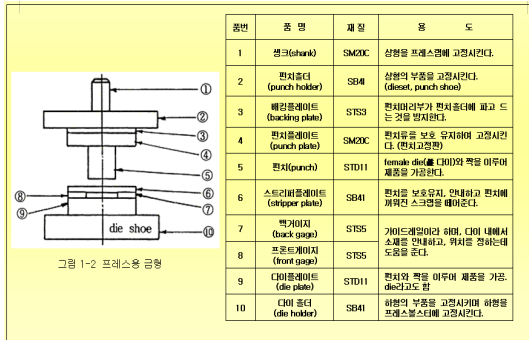 ①
②
③
④
⑤
⑥
⑧
⑦
⑨
die shoe
⑩
그림 1-2 프레스용 금형
품번 품 명 재 질 용 도
1 생크(shank) SM20C 상형을 프레스램에 고정시킨다.
2 펀치홀더 (punch holder) SB41 상형의 부품을 고정시킨다. (dieset, punch shoe)
3 배킹플레이트 (backing plate) STS3 펀치머리부가 펀치홀더에 파고 드는 것을 방지한다.
4 펀치플레이트 (punch plate) SM20C 펀치류를 보호 유지하며 고정시킨다. (펀치고정판)
5 펀치(punch) STD11 female die(雌 다이)와 짝을 이루어 제품을 가공한다.
6 스트리퍼플레이트 (stripper plate) SB41 펀치를 보호유지, 안내하고 펀치에 끼워진 스크랩을 떼어준다.
7 백거이지 (back gage) STS5 가이드레일이라 하며, 다이 내에서 소재를 안내하고, 위치를 정하는데 도움을 준다.
8 프론트게이지 (front gage) STS5
9 다이플레이트 (die plate) STD11 펀치와 짝을 이루어 제품을 가공. die라고도 함
10 다이 홀더 (die holder) SB41 하형의 부품을 고정시키며 하형을 프레스볼스터에 고정시킨다.